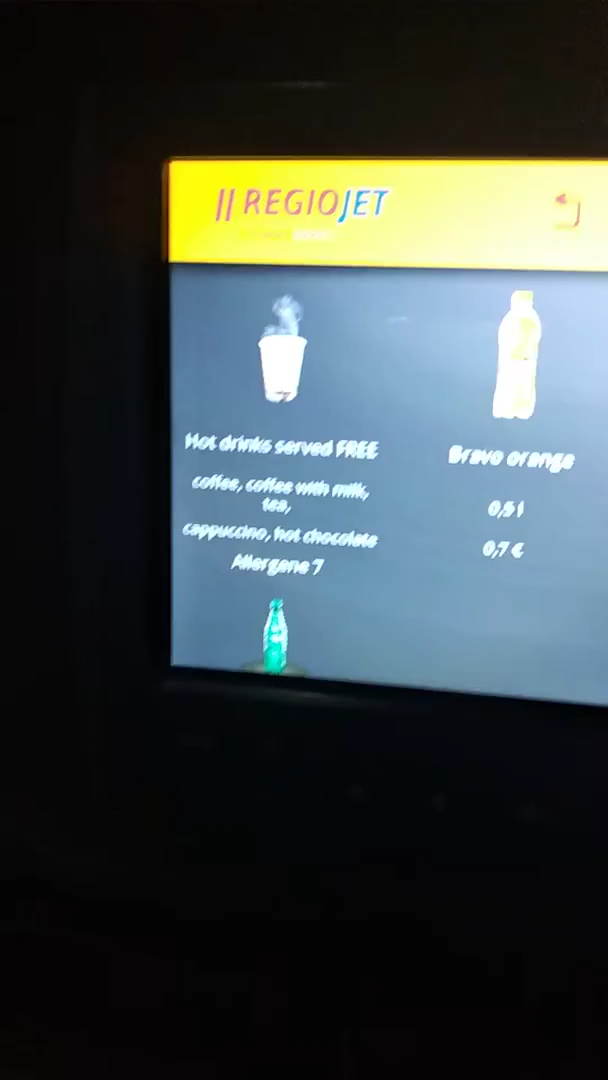 REGIOJET
Hot drinks served FREE
coffee, coffee with milk,
tea,
cappuccino, hot chocolate
Allergene 7
Bravo orange
0,5 l
0,7 €